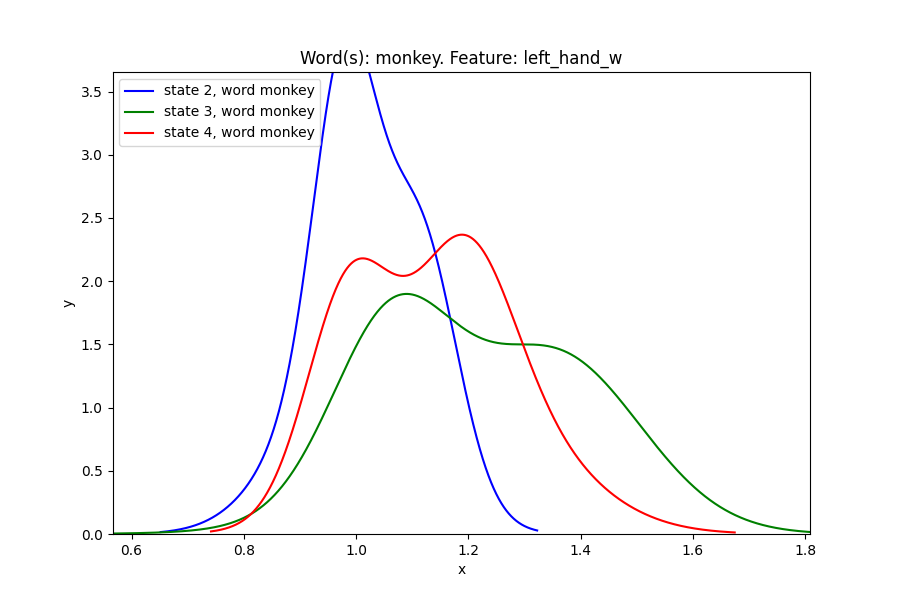 Word(s): monkey. Feature: left_hand_w
state 2, word monkey
state 3, word monkey
state 4, word monkey
y
3.5
3.0
2.5
2.0
1.5
1.0
0.5
0.0
0.6 0.8 1.0 1.2 1.4 1.6 1.8
x